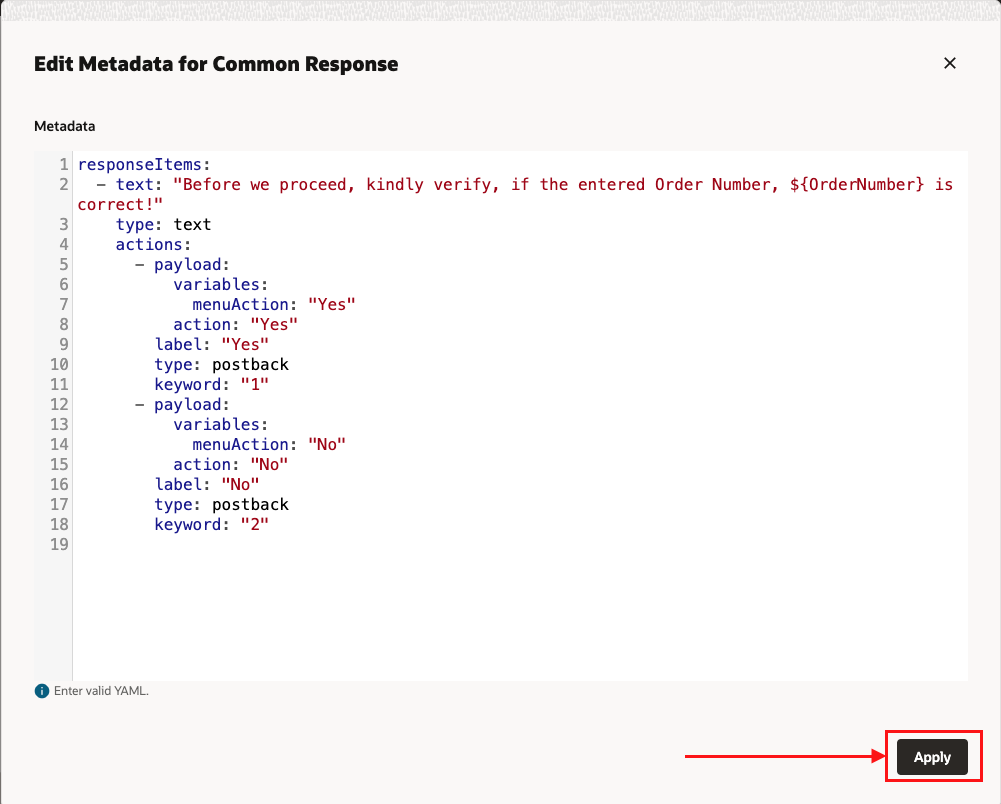 Edit Metadata for Common Response
Metadata
1 responseItems:
2   - text: "Before we proceed, kindly verify, if the entered Order Number, ${OrderNumber} is
correct!"
3     type: text
4     actions:
5       - payload:
6           variables:
7             menuAction: "Yes"
8           action: "Yes"
9         label: "Yes"
10         type: postback
11         keyword: "1"
12       - payload:
13           variables:
14             menuAction: "No"
15           action: "No"
16         label: "No"
17         type: postback
18         keyword: "2"
19
Enter valid YAML.
Apply